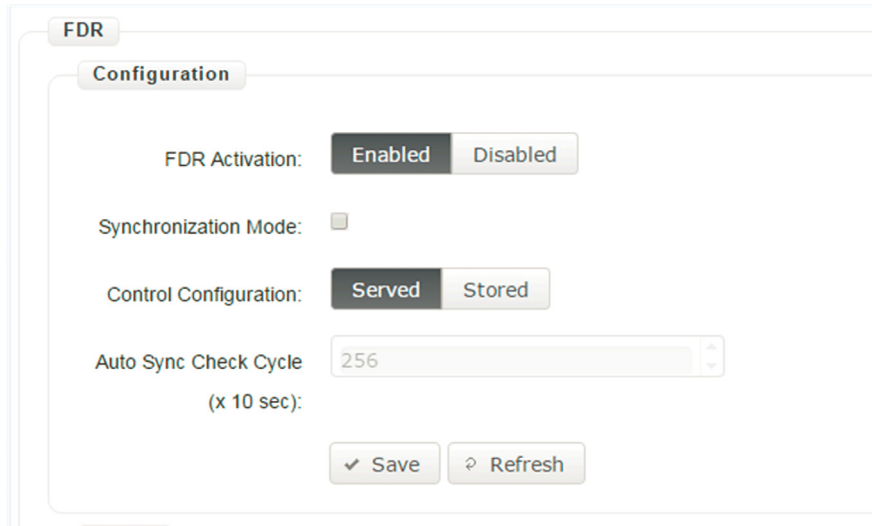 FDR
Configuration
FDR Activation: Enabled Disabled
Synchronization Mode:
Control Configuration: Served Stored
Auto Sync Check Cycle 256
(x 10 sec):
Save Refresh